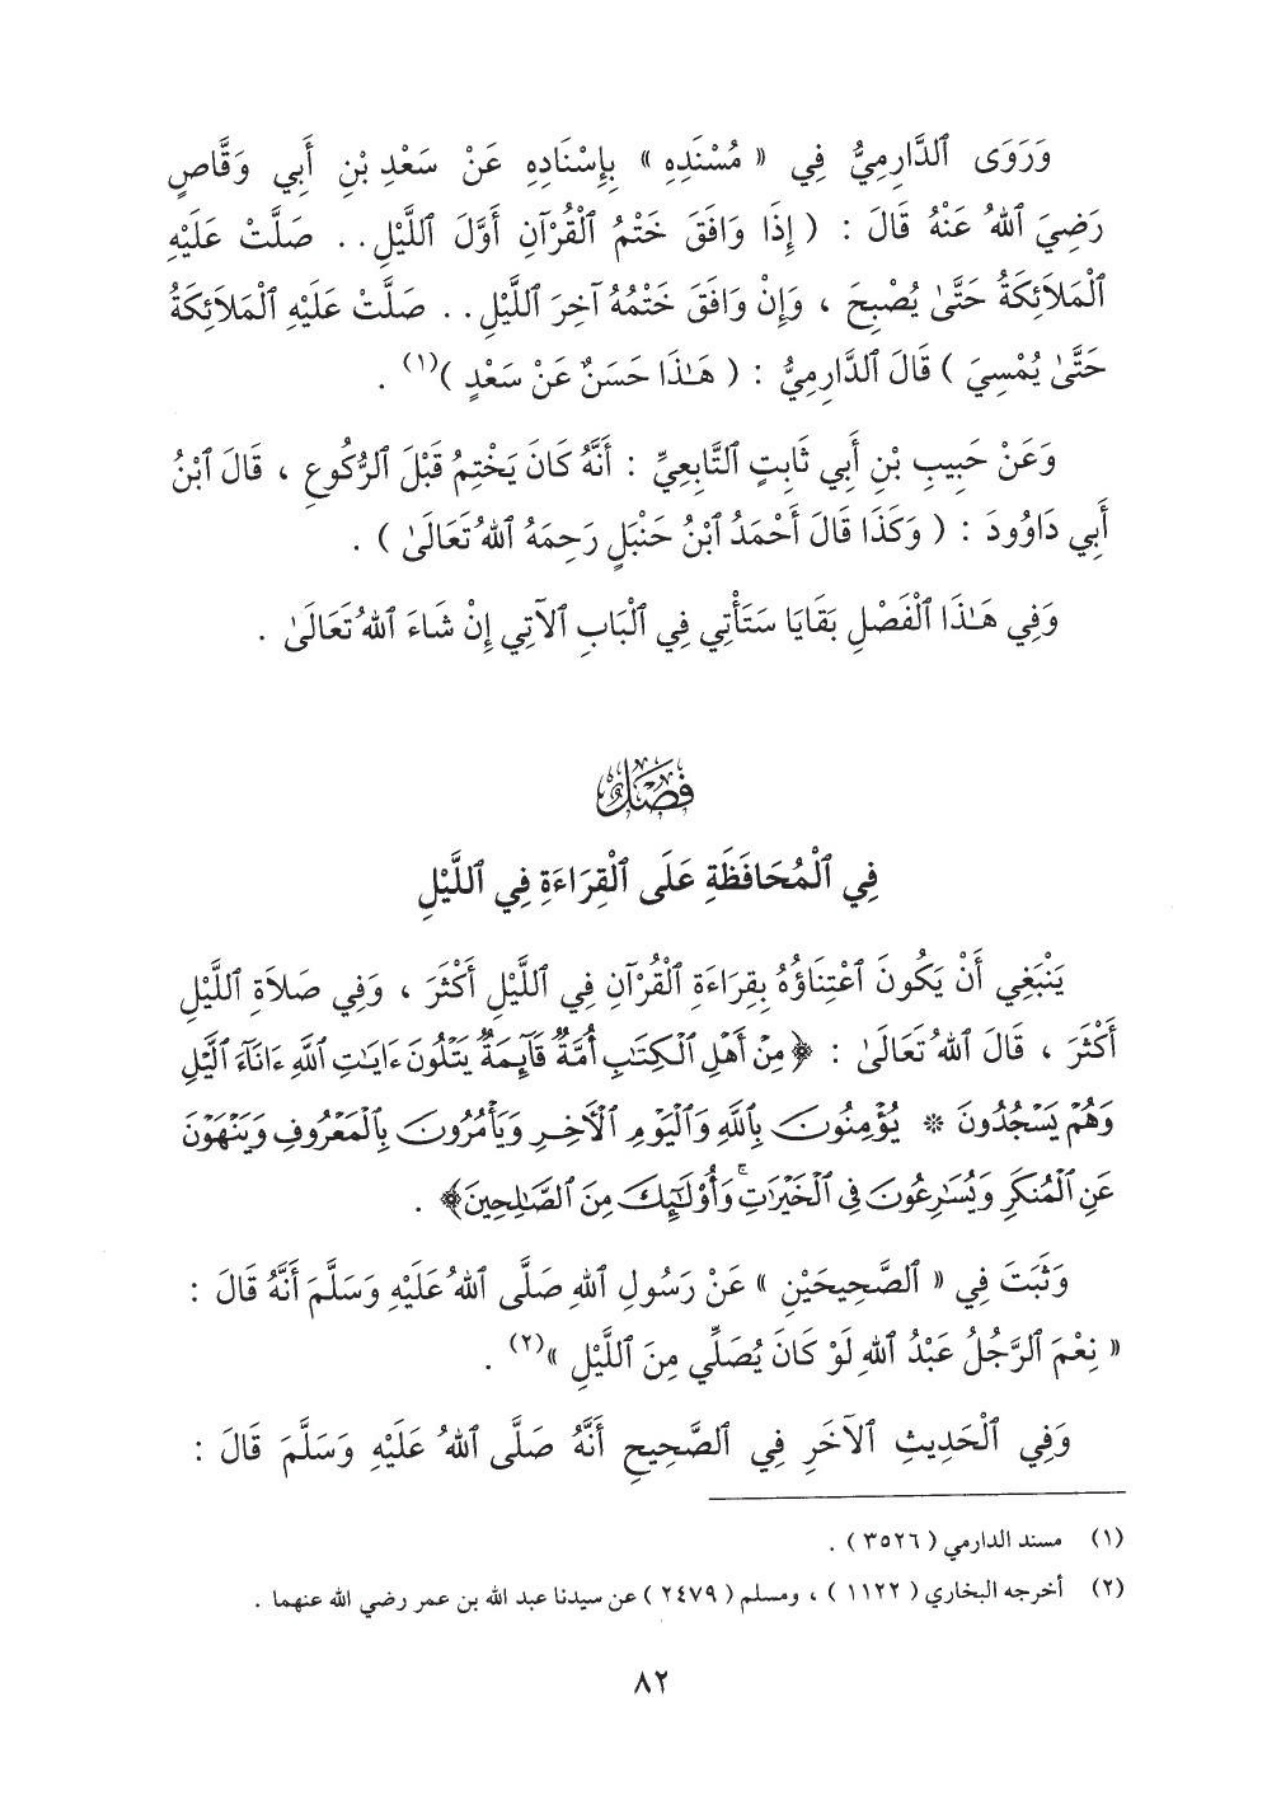 وَرَوَى ٱلدَّارِمِيُّ فِي « مُسْنَدِهِ » بِإِسْنَادِهِ عَنْ سَعْدِ بْنِ أَبِي وَقَّاصٍ
رَضِيَ ٱللهُ عَنْهُ قَالَ : ( إِذَا وَافَقَ خَتْمُ ٱلْقُرْآنِ أَوَّلَ ٱللَّيْلِ . . صَلَّتْ عَلَيْهِ
ٱلْمَلاَئِكَةُ حَتَّىٰ يُصْبِحَ ، وَإِنْ وَافَقَ خَتْمُهُ آخِرَ ٱللَّيْلِ . . صَلَّتْ عَلَيْهِ ٱلْمَلاَئِكَةُ
حَتَّىٰ يُمْسِيَ ) قَالَ ٱلدَّارِمِيُّ : ( هَـٰذَا حَسَنٌ عَنْ سَعْدٍ )(١) .
وَعَنْ حَبِيبِ بْنِ أَبِي ثَابِتٍ ٱلتَّابِعِيِّ : أَنَّهُ كَانَ يَخْتِمُ قَبْلَ ٱلرُّكُوعِ ، قَالَ ٱبْنُ
أَبِي دَاوُودَ : ( وَكَذَا قَالَ أَحْمَدُ ٱبْنُ حَنْبَلٍ رَحِمَهُ ٱللهُ تَعَالَىٰ ) .
وَفِي هَـٰذَا ٱلْفَصْلِ بَقَايَا سَتَأْتِي فِي ٱلْبَابِ ٱلآتِي إِنْ شَاءَ ٱللهُ تَعَالَىٰ .
فَصْلٌ
فِي ٱلْمُحَافَظَةِ عَلَى ٱلْقِرَاءَةِ فِي ٱللَّيْلِ
يَنْبَغِي أَنْ يَكُونَ ٱعْتِنَاؤُهُ بِقِرَاءَةِ ٱلْقُرْآنِ فِي ٱللَّيْلِ أَكْثَرَ ، وَفِي صَلاَةِ ٱللَّيْلِ
أَكْثَرَ ، قَالَ ٱللهُ تَعَالَىٰ : ﴿ مِنْ أَهْلِ ٱلْكِتَٰبِ أُمَّةٌ قَآئِمَةٌ يَتْلُونَ ءَايَٰتِ ٱللَّهِ ءَانَآءَ ٱلَّيْلِ
وَهُمْ يَسْجُدُونَ * يُؤْمِنُونَ بِٱللَّهِ وَٱلْيَوْمِ ٱلْأَخِرِ وَيَأْمُرُونَ بِٱلْمَعْرُوفِ وَيَنْهَوْنَ
عَنِ ٱلْمُنكَرِ وَيُسَٰرِعُونَ فِى ٱلْخَيْرَٰتِۚ وَأُو۟لَٰٓئِكَ مِنَ ٱلصَّٰلِحِينَ﴾ .
وَثَبَتَ فِي « ٱلصَّحِيحَيْنِ » عَنْ رَسُولِ ٱللهِ صَلَّى ٱللهُ عَلَيْهِ وَسَلَّمَ أَنَّهُ قَالَ :
« نِعْمَ ٱلرَّجُلُ عَبْدُ ٱللهِ لَوْ كَانَ يُصَلِّي مِنَ ٱللَّيْلِ »(٢) .
وَفِي ٱلْحَدِيثِ ٱلآخَرِ فِي ٱلصَّحِيحِ أَنَّهُ صَلَّى ٱللهُ عَلَيْهِ وَسَلَّمَ قَالَ :
(١) مسند الدارمي ( ٣٥٢٦ ) .
(٢) أخرجه البخاري ( ١١٢٢ ) ، ومسلم ( ٢٤٧٩ ) عن سيدنا عبد الله بن عمر رضي الله عنهما .
٨٢